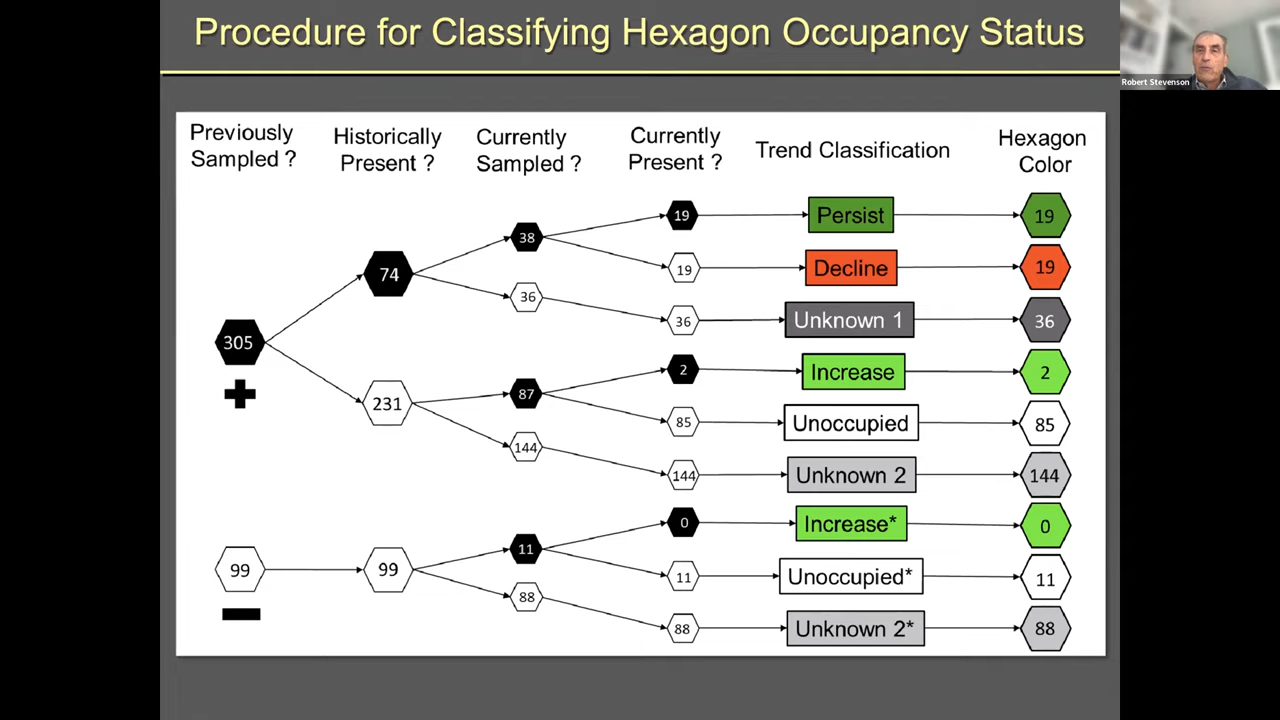 Procedure for Classifying Hexagon Occupancy Status
Robert Stevenson
Previously
Sampled ?
Historically
Present ?
Currently
Sampled ?
Currently
Present ?
Trend Classification
Hexagon
Color
19
Persist
19
38
74
19
Decline
19
36
36
Unknown 1
36
305
2
Increase
2
87
231
85
Unoccupied
85
144
144
Unknown 2
144
0
Increase*
0
11
99
99
11
Unoccupied*
11
88
88
Unknown 2*
88